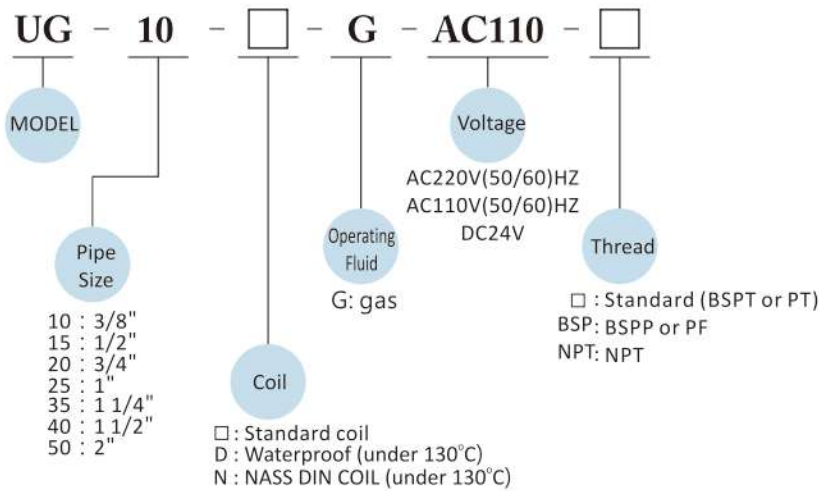 UG - 10 - □ - G - AC110 - □
MODEL
Voltage
AC220V(50/60)HZ
AC110V(50/60)HZ
DC24V
Pipe
Size
10 : 3/8"
15 : 1/2"
20 : 3/4"
25 : 1"
35 : 1 1/4"
40 : 1 1/2"
50 : 2"
Operating
Fluid
G: gas
Thread
□ : Standard (BSPT or PT)
BSP: BSPP or PF
NPT: NPT
Coil
□ : Standard coil
D : Waterproof (under 130°C)
N : NASS DIN COIL (under 130°C)